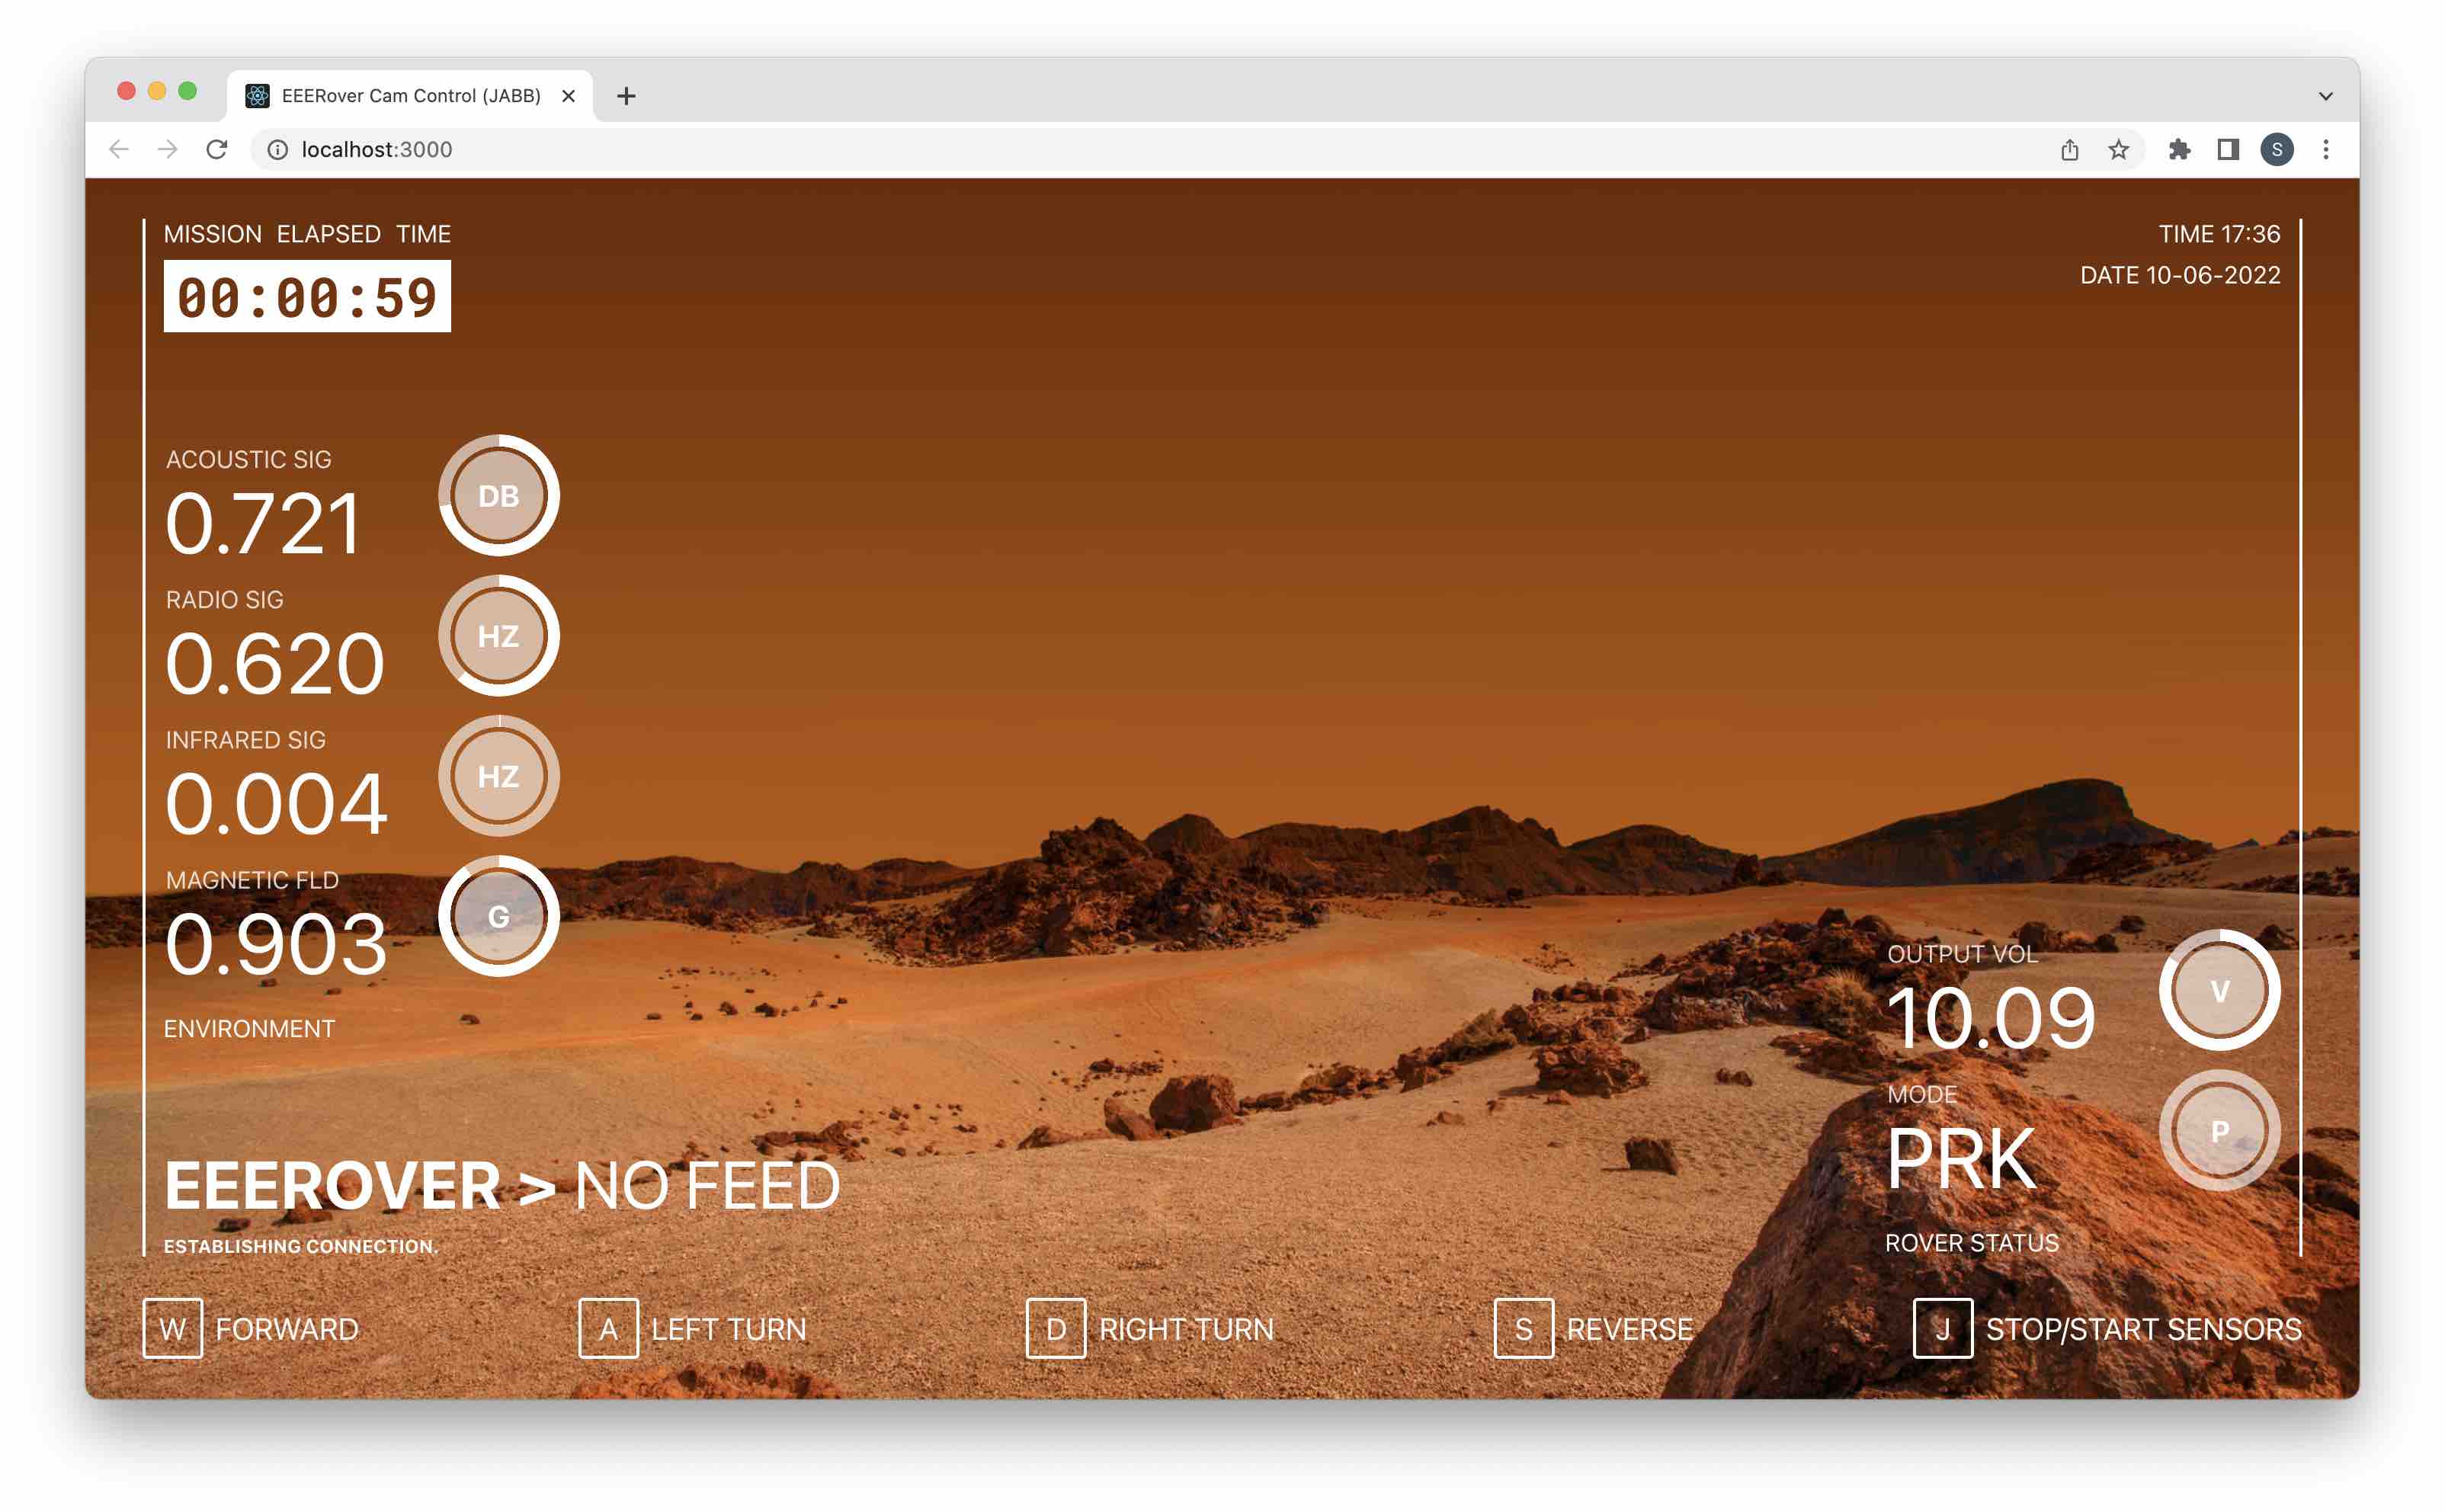 EEERover Cam Control (JABB)
localhost:3000
S
MISSION ELAPSED TIME
00:00:59
TIME 17:36
DATE 10-06-2022
ACOUSTIC SIG
0.721
DB
RADIO SIG
0.620
HZ
INFRARED SIG
0.004
HZ
MAGNETIC FLD
0.903
G
ENVIRONMENT
OUTPUT VOL
10.09
V
MODE
PRK
P
ROVER STATUS
EEEROVER > NO FEED
ESTABLISHING CONNECTION.
W FORWARD
A LEFT TURN
D RIGHT TURN
S REVERSE
J STOP/START SENSORS